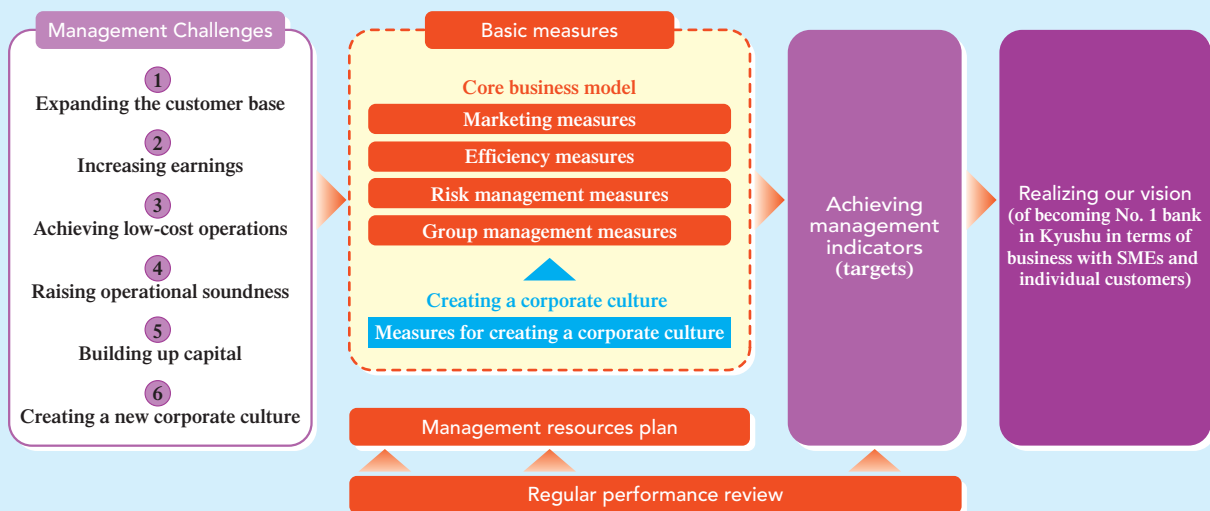 Management Challenges
1
Expanding the customer base
2
Increasing earnings
3
Achieving low-cost operations
4
Raising operational soundness
5
Building up capital
6
Creating a new corporate culture
Basic measures
Core business model
Marketing measures
Efficiency measures
Risk management measures
Group management measures
Creating a corporate culture
Measures for creating a corporate culture
Management resources plan
Regular performance review
Achieving
management
indicators
(targets)
Realizing our vision
(of becoming No. 1 bank
in Kyushu in terms of
business with SMEs and
individual customers)